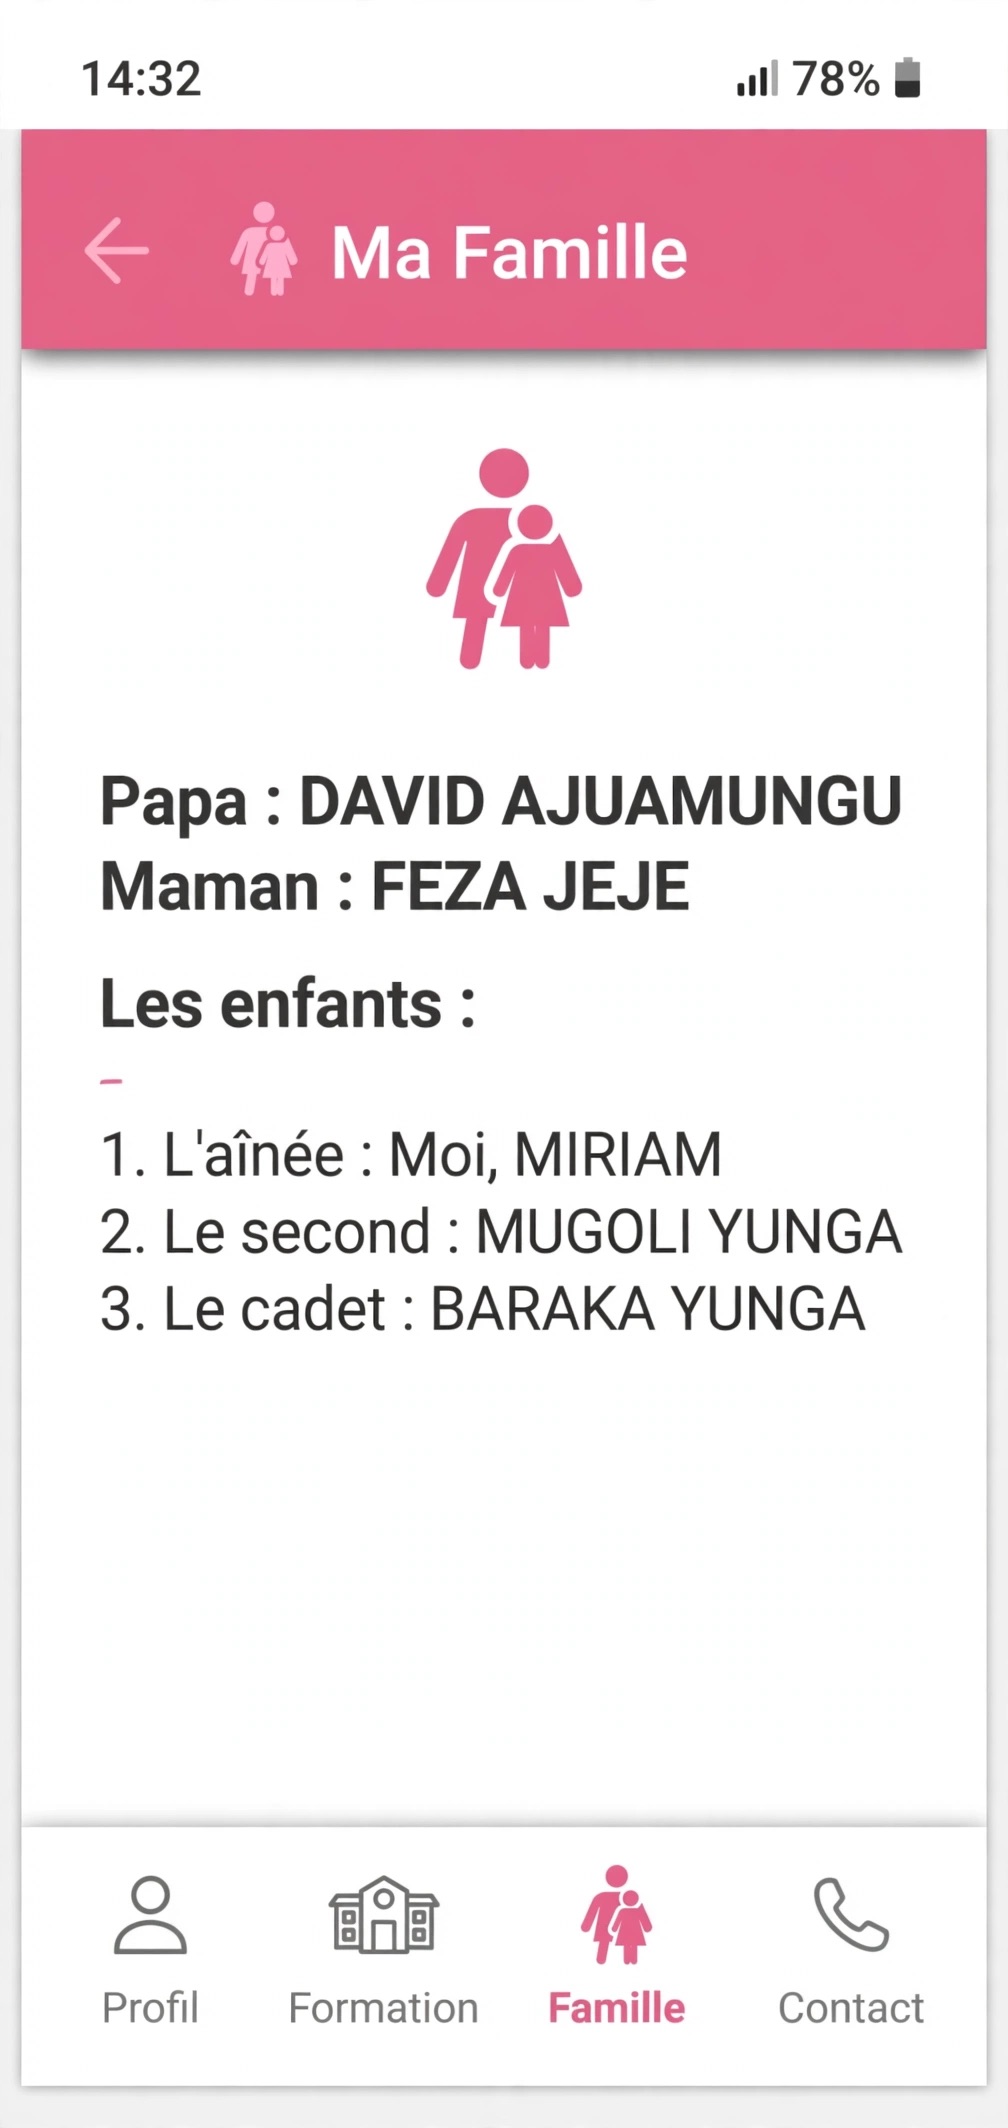 14:32 78%
Ma Famille
Papa : DAVID AJUAMUNGU
Maman : FEZA JEJE
Les enfants :
1. L'aînée : Moi, MIRIAM
2. Le second : MUGOLI YUNGA
3. Le cadet : BARAKA YUNGA
Profil Formation Famille Contact